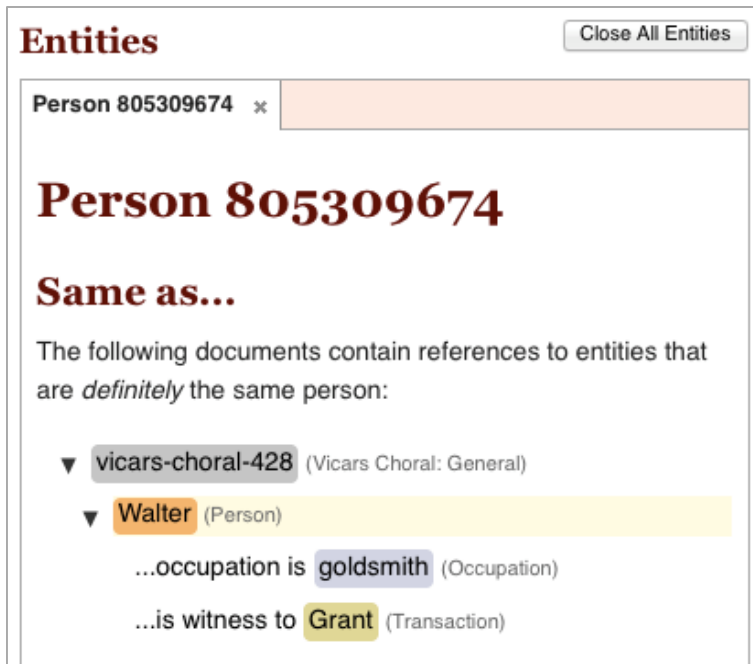 Entities
Close All Entities
Person 805309674 ×
Person 805309674
Same as...
The following documents contain references to entities that
are definitely the same person:
▼ vicars-choral-428 (Vicars Choral: General)
▼ Walter (Person)
...occupation is goldsmith (Occupation)
...is witness to Grant (Transaction)